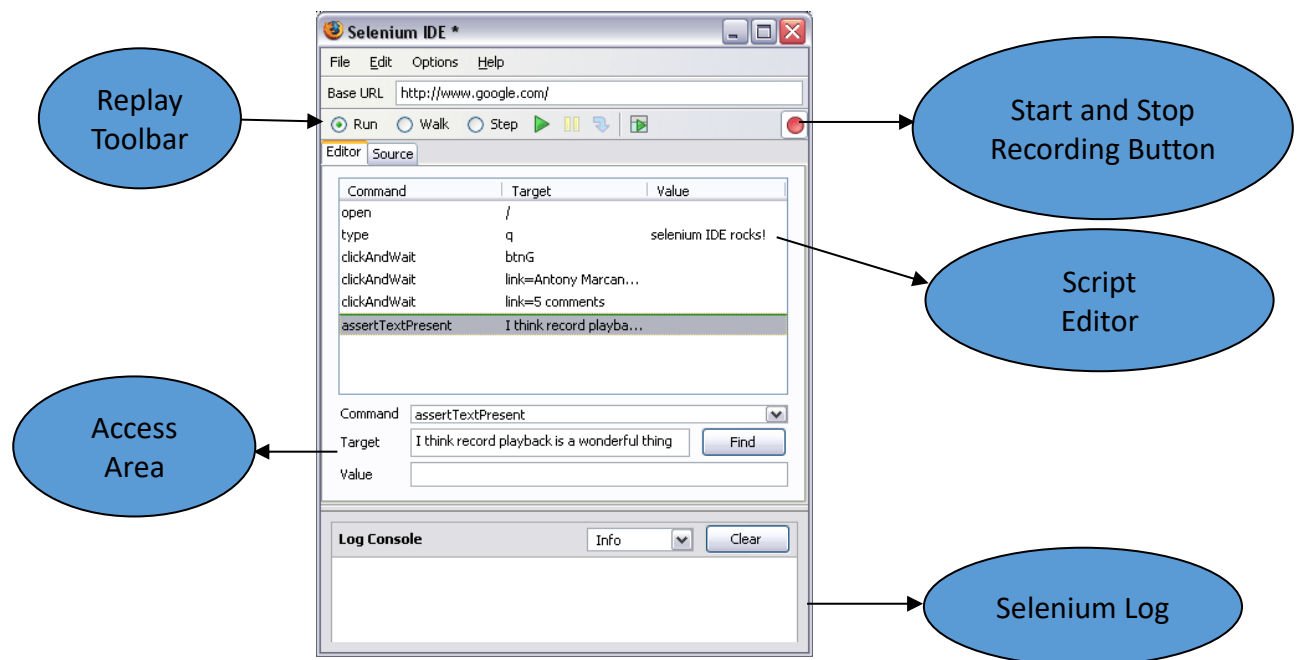 Selenium IDE *
File Edit Options Help
Base URL http://www.google.com/
Run Walk Step
Editor Source
Command Target Value
open /
type q selenium IDE rocks!
clickAndWait btnG
clickAndWait link=Antony Marcan...
clickAndWait link=5 comments
assertTextPresent I think record playba...
Command assertTextPresent
Target I think record playback is a wonderful thing Find
Value
Log Console Info Clear
Replay
Toolbar
Start and Stop
Recording Button
Script
Editor
Access
Area
Selenium Log